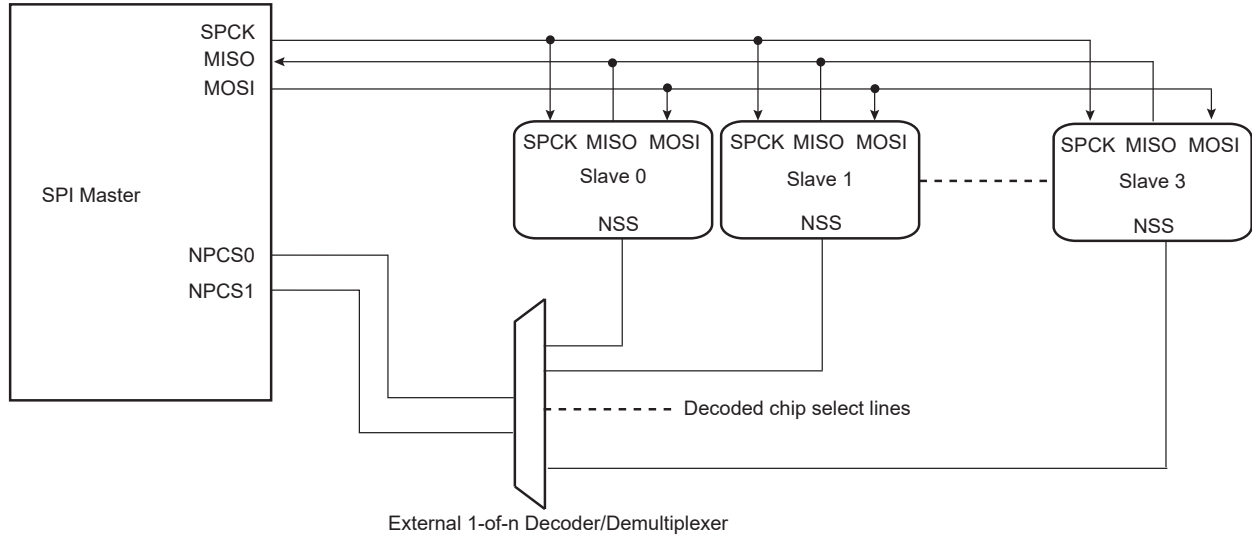 SPCK
MISO
MOSI
SPI Master
NPCS0
NPCS1
SPCK MISO MOSI
Slave 0
NSS
SPCK MISO MOSI
Slave 1
NSS
SPCK MISO MOSI
Slave 3
NSS
Decoded chip select lines
External 1-of-n Decoder/Demultiplexer